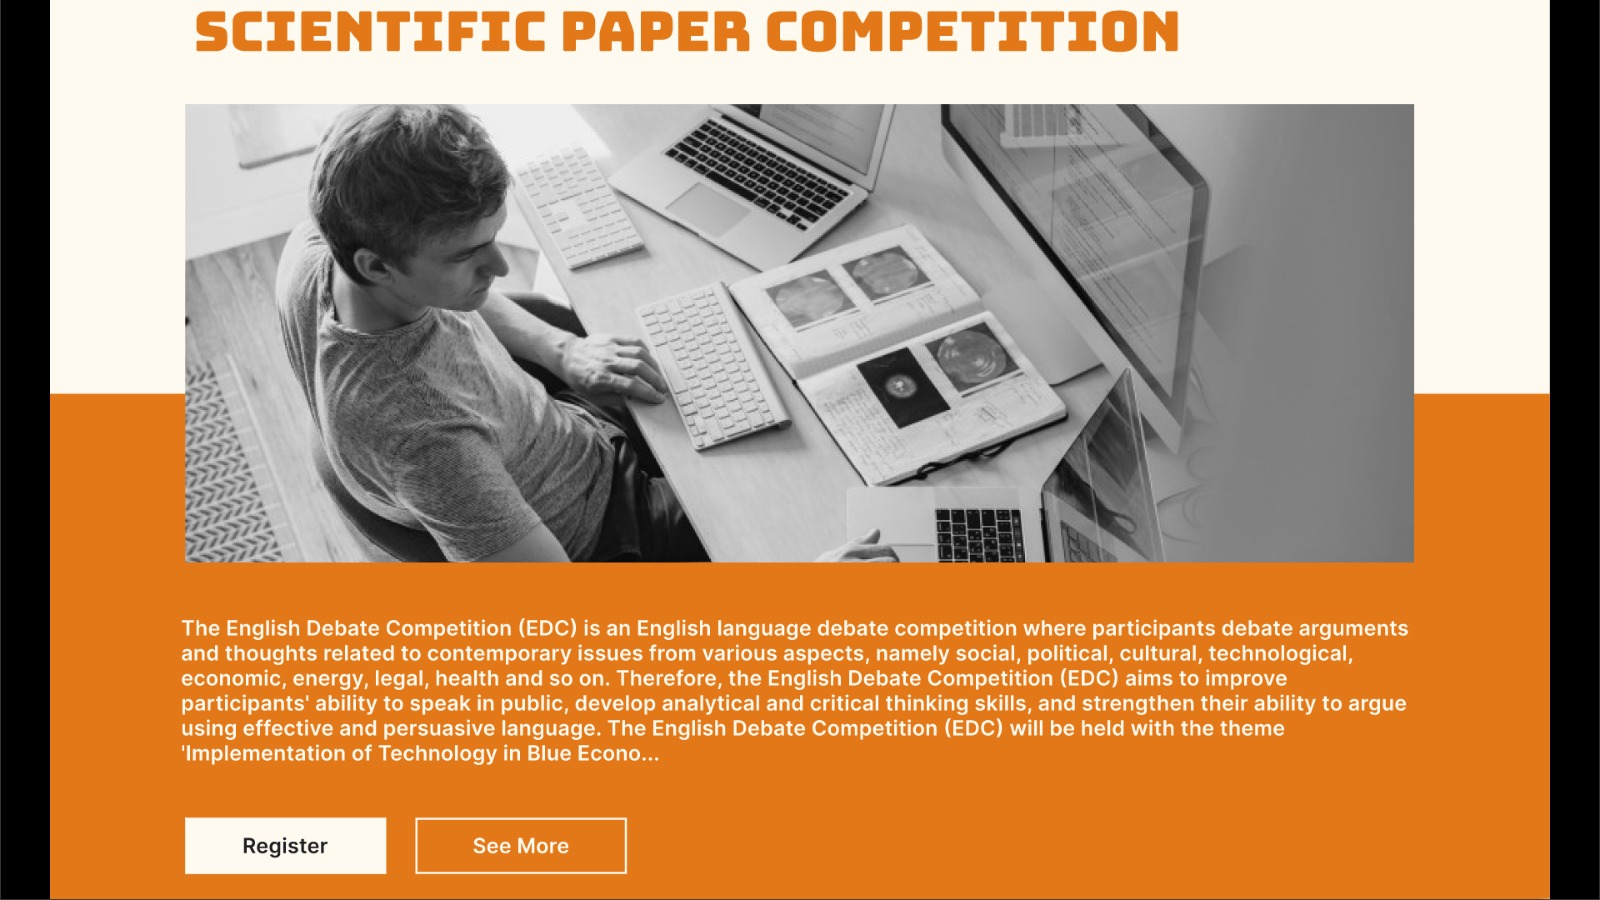 SCIENTIFIC PAPER COMPETITION
The English Debate Competition (EDC) is an English language debate competition where participants debate arguments
and thoughts related to contemporary issues from various aspects, namely social, political, cultural, technological,
economic, energy, legal, health and so on. Therefore, the English Debate Competition (EDC) aims to improve
participants' ability to speak in public, develop analytical and critical thinking skills, and strengthen their ability to argue
using effective and persuasive language. The English Debate Competition (EDC) will be held with the theme
'Implementation of Technology in Blue Econo...
Register
See More